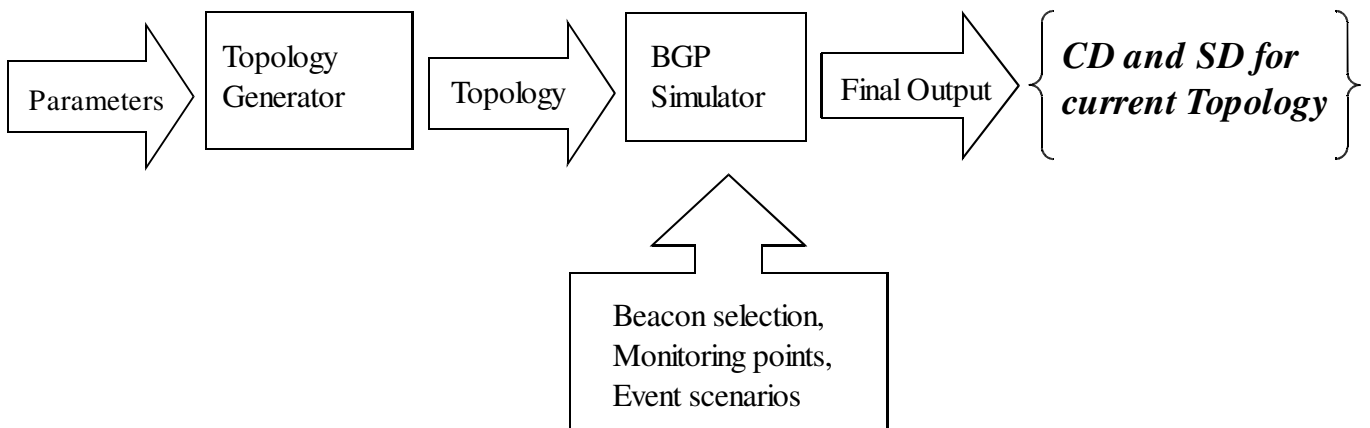 Parameters
Topology
Generator
Topology
BGP
Simulator
Final Output
CD and SD for
current Topology
Beacon selection,
Monitoring points,
Event scenarios